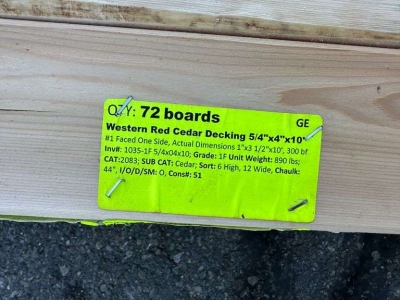 QTY: 72 boards
GE
Western Red Cedar Decking 5/4"x4"x10'
#1 Faced One Side, Actual Dimensions 1"x3 1/2"x10', 300 bf
Inv#: 1035-1F 5/4x04x10; Grade: 1F Unit Weight: 890 lbs;
CAT:2083; SUB CAT: Cedar; Sort: 6 High, 12 Wide, Chaulk:
44", I/O/D/SM: O, Cons#: 51